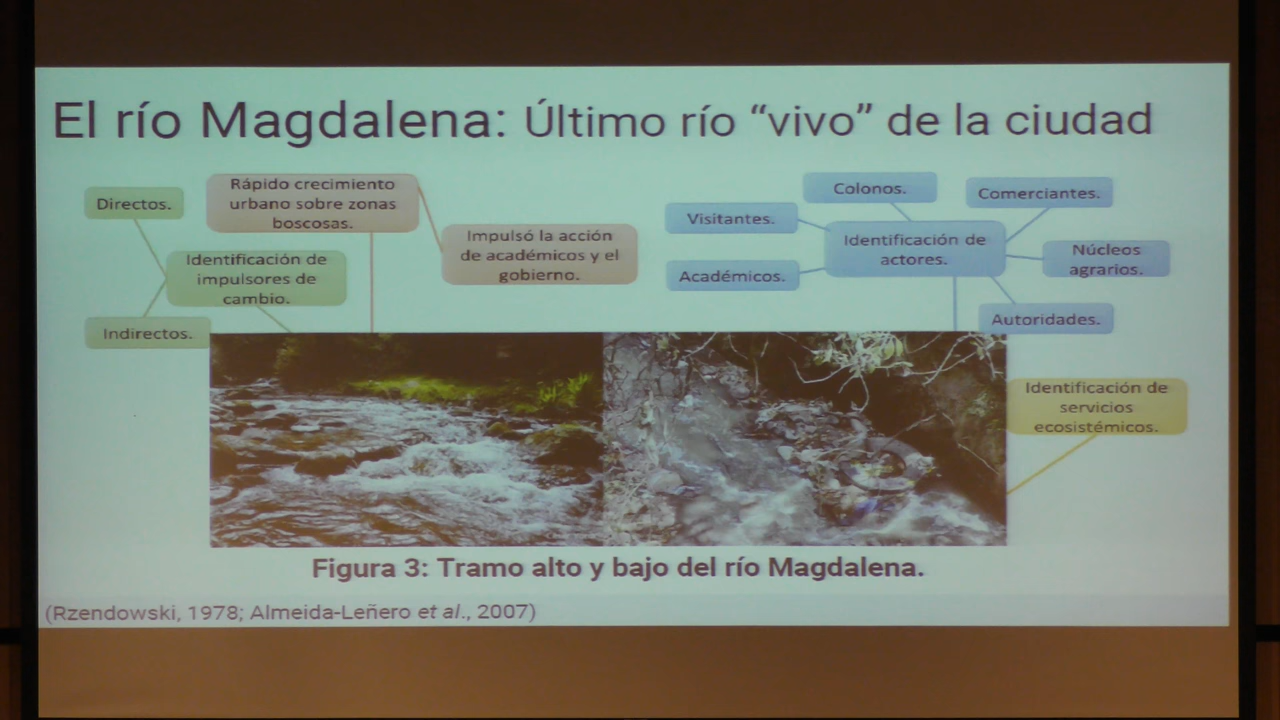 El río Magdalena: Último río “vivo” de la ciudad
Directos.
Rápido crecimiento
urbano sobre zonas
boscosas.
Impulsó la acción
de académicos y el
gobierno.
Identificación de
impulsores de
cambio.
Indirectos.
Colonos.
Comerciantes.
Visitantes.
Identificación de
actores.
Núcleos
agrarios.
Académicos.
Autoridades.
Identificación de
servicios
ecosistémicos.
Figura 3: Tramo alto y bajo del río Magdalena.
(Rzendowski, 1978; Almeida-Leñero et al., 2007)